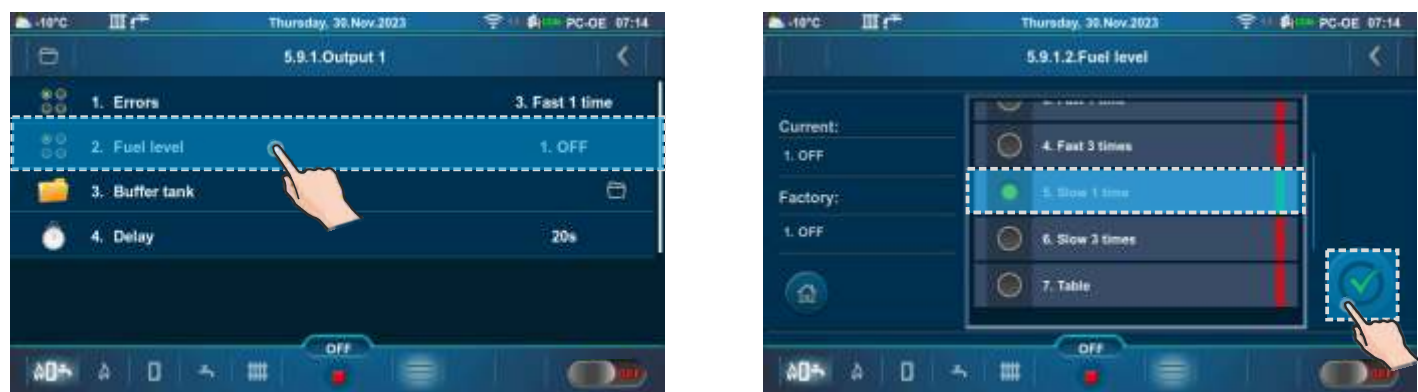 -10°C
Thursday, 30.Nov.2023
PC-OE 07:14
5.9.1.Output 1
1. Errors
3. Fast 1 time
2. Fuel level
1. OFF
3. Buffer tank
4. Delay
20s
OFF
OFF
-10°C
Thursday, 30.Nov.2023
PC-OE 07:14
5.9.1.2.Fuel level
Current:
1. OFF
Factory:
1. OFF
4. Fast 3 times
5. Slow 1 time
6. Slow 3 times
7. Table
OFF